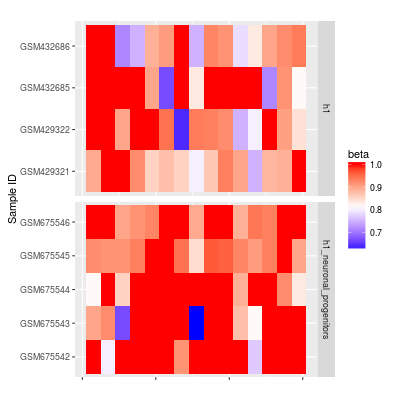 GSM432686
GSM432685
GSM429322
GSM429321
h1
GSM675546
GSM675545
GSM675544
GSM675543
GSM675542
h1_neuronal_progenitors
Sample ID
beta
1.0
0.9
0.8
0.7